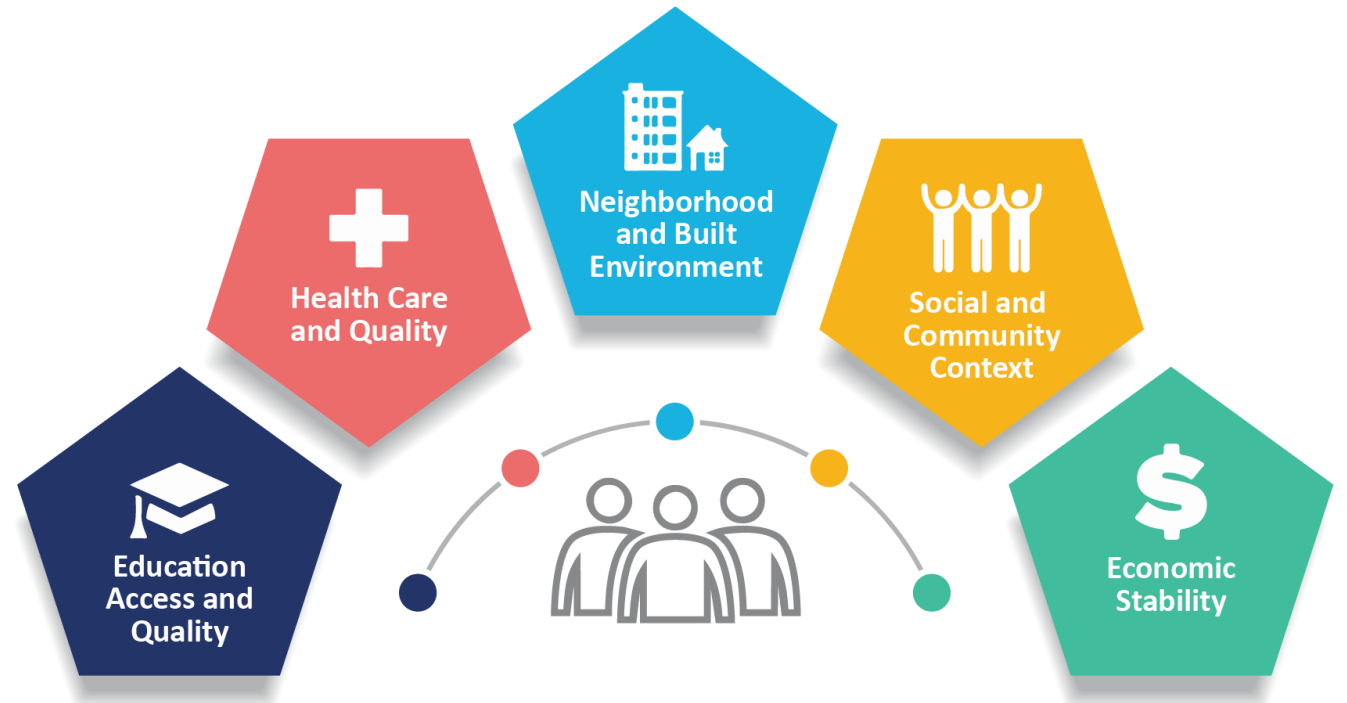 Education
Access and
Quality
Health Care
and Quality
Neighborhood
and Built
Environment
Social and
Community
Context
$
Economic
Stability